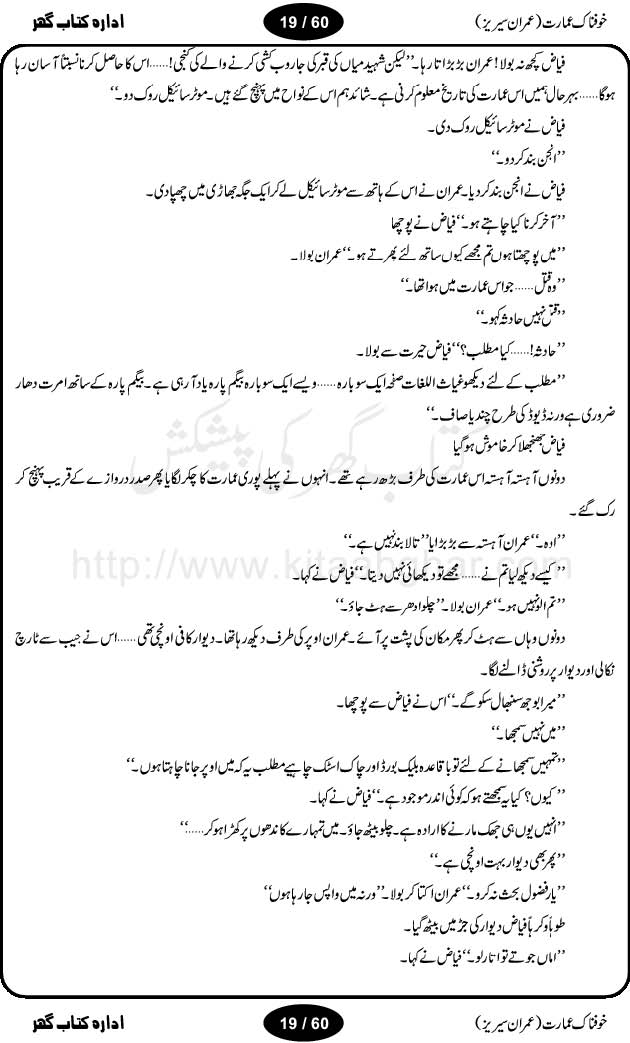 خوفناک عمارت (عمران سیریز)
19 / 60
ادارہ کتاب گھر
فیاض کچھ نہ بولا! عمران بڑبڑاتا رہا۔ ’’لیکن شہید میاں کی قبر کی جاروب کشی کرنے والے کی کنجی!......اس کا حاصل کرنا نسبتاً آسان رہا
ہوگا......بہرحال ہمیں اس عمارت کی تاریخ معلوم کرنی ہے۔ شائد ہم اس کے نواح میں پہنچ گئے ہیں۔ موٹر سائیکل روک دو۔‘‘
فیاض نے موٹر سائیکل روک دی۔
’’انجن بند کر دو۔‘‘
فیاض نے انجن بند کر دیا۔ عمران نے اس کے ہاتھ سے موٹر سائیکل لے کر ایک جگہ جھاڑی میں چھپا دی۔
’’آخر کرنا کیا چاہتے ہو۔‘‘ فیاض نے پوچھا
’’میں پوچھتا ہوں تم مجھے کیوں ساتھ لئے پھرتے ہو۔‘‘ عمران بولا۔
’’وہ قتل......جو اس عمارت میں ہوا تھا۔‘‘
’’قتل نہیں حادثہ کہو۔‘‘
’’حادثہ!......کیا مطلب؟‘‘ فیاض حیرت سے بولا۔
’’مطلب کے لئے دیکھو غیاث اللغات صفحہ ایک سو بارہ......ویسے ایک سو بارہ بیگم پارہ یاد آ رہی ہے۔ بیگم پارہ کے ساتھ امرت دھار
ضروری ہے ورنہ ڈیوڈ کی طرح چندیا صاف۔‘‘
فیاض جھنجھلا کر خاموش ہوگیا
دونوں آہستہ آہستہ اس عمارت کی طرف بڑھ رہے تھے۔ انہوں نے پہلے پوری عمارت کا چکر لگایا پھر صدر دروازے کے قریب پہنچ کر
رک گئے۔
’’اوہ۔‘‘ عمران آہستہ سے بڑبڑایا ’’تالا بند نہیں ہے۔‘‘
’’کیسے دیکھ لیا تم نے......مجھے تو دیکھائی نہیں دیتا۔‘‘ فیاض نے کہا۔
’’تم الو نہیں ہو۔‘‘ عمران بولا۔ ’’چلو ادھر سے ہٹ جاؤ۔‘‘
دونوں وہاں سے ہٹ کر پھر مکان کی پشت پر آئے۔ عمران اوپر کی طرف دیکھ رہا تھا۔ دیوار کافی اونچی تھی......اس نے جیب سے ٹارچ
نکالی اور دیوار پر روشنی ڈالنے لگا۔
’’میرا بوجھ سنبھال سکو گے۔‘‘ اس نے فیاض سے پوچھا۔
’’میں نہیں سمجھا۔‘‘
’’تمہیں سمجھانے کے لئے تو باقاعدہ بلیک بورڈ اور چاک اسٹک چاہیے مطلب یہ کہ میں اوپر جانا چاہتا ہوں۔‘‘
’’کیوں؟ کیا یہ سمجھتے ہو کہ کوئی اندر موجود ہے۔‘‘ فیاض نے کہا۔
’’انہیں یوں ہی جھک مارنے کا ارادہ ہے۔ چلو بیٹھ جاؤ۔ میں تمہارے کاندھوں پر کھڑا ہو کر......‘‘
’’پھر بھی دیوار بہت اونچی ہے۔‘‘
’’یار فضول بحث نہ کرو۔‘‘ عمران اکتا کر بولا۔ ’’ورنہ میں واپس جا رہا ہوں‘‘
طوہاً و کرہاً فیاض دیوار کی جڑ میں بیٹھ گیا۔
’’اماں جوتے تو اتار لو۔‘‘ فیاض نے کہا۔
کتاب گھر کی پیشکش
http://www.kitaabghar.com
خوفناک عمارت (عمران سیریز)
19 / 60
ادارہ کتاب گھر